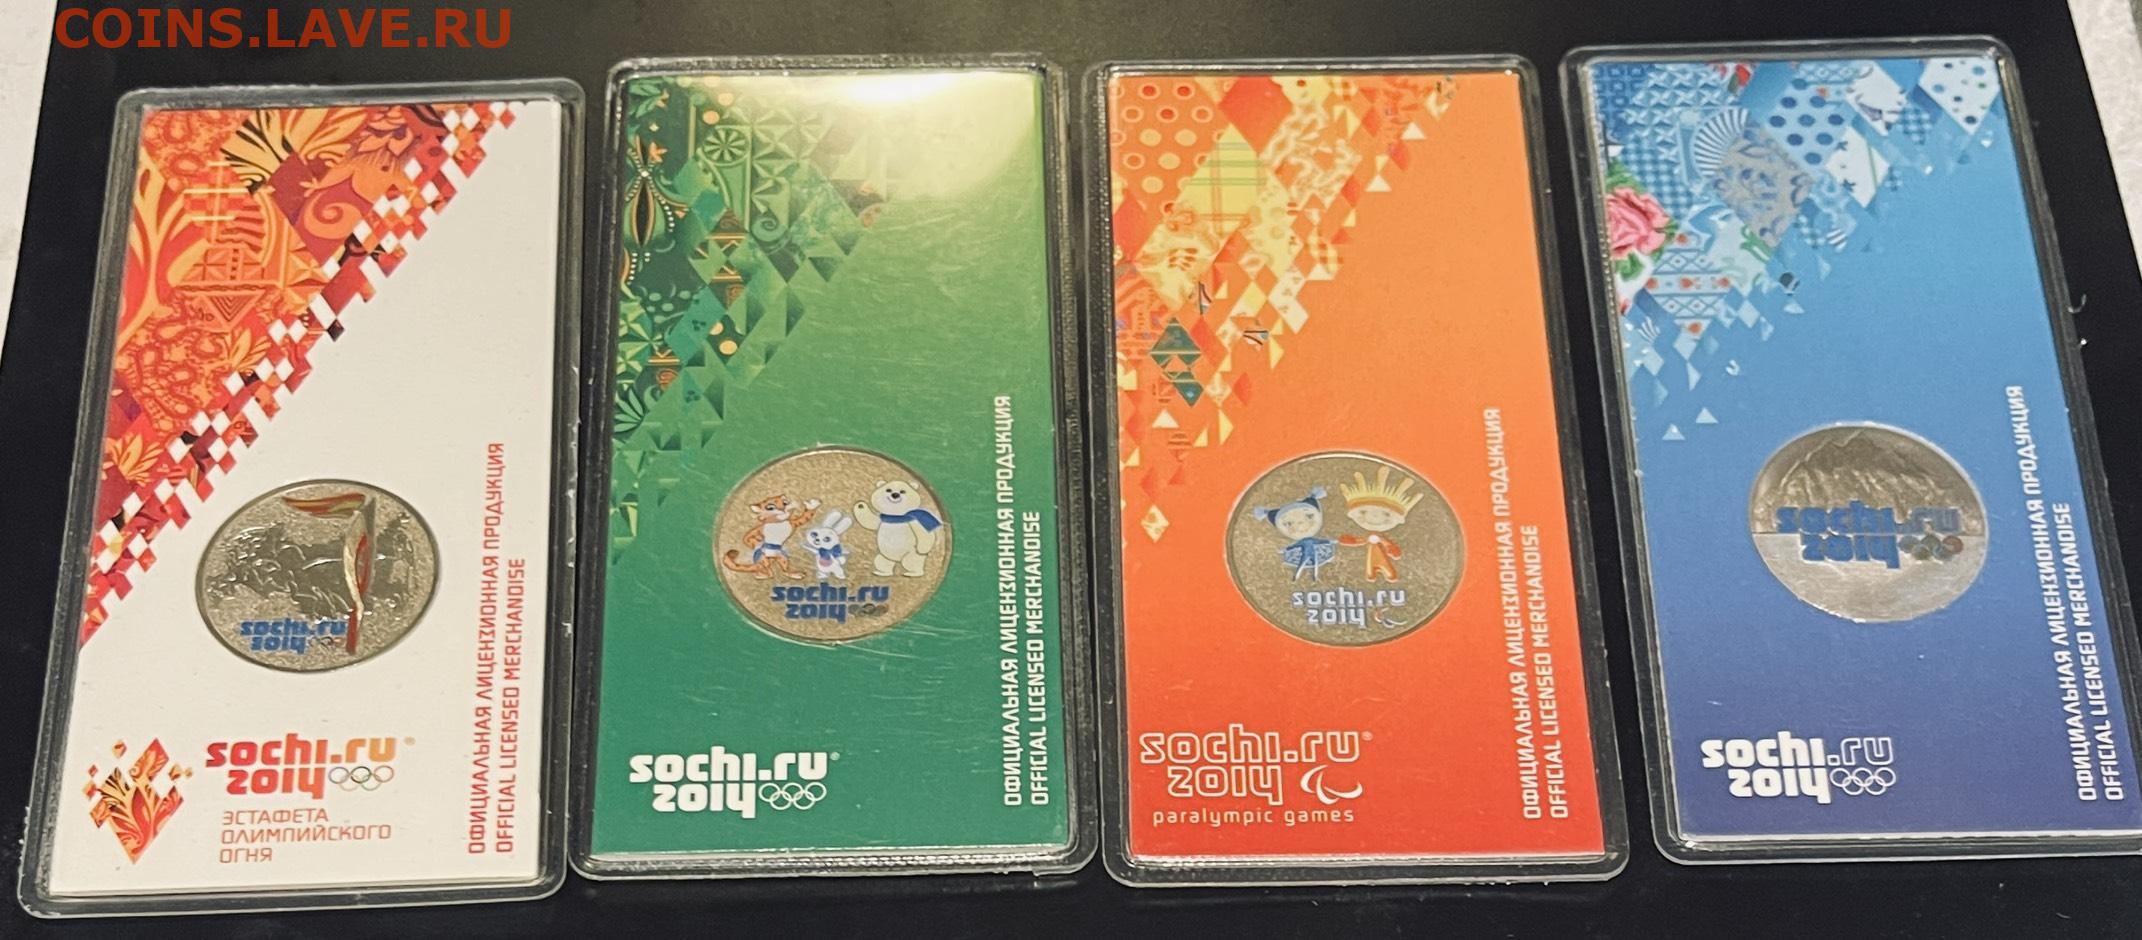 COINS.LAVE.RU
sochi.ru
2014
sochi.ru®
2014
ЭСТАФЕТА
ОЛИМПИЙСКОГО
ОГНЯ
ОФИЦИАЛЬНАЯ ЛИЦЕНЗИОННАЯ ПРОДУКЦИЯ
OFFICIAL LICENSED MERCHANDISE
sochi.ru
2014
sochi.ru®
2014
ОФИЦИАЛЬНАЯ ЛИЦЕНЗИОННАЯ ПРОДУКЦИЯ
OFFICIAL LICENSED MERCHANDISE
sochi.ru
2014
sochi.ru®
2014
paralympic games
ОФИЦИАЛЬНАЯ ЛИЦЕНЗИОННАЯ ПРОДУКЦИЯ
OFFICIAL LICENSED MERCHANDISE
sochi.ru
2014
sochi.ru
2014
ОФИЦИАЛЬНАЯ ЛИЦЕНЗИОННАЯ ПРОДУКЦИЯ
OFFICIAL LICENSED MERCHANDISE